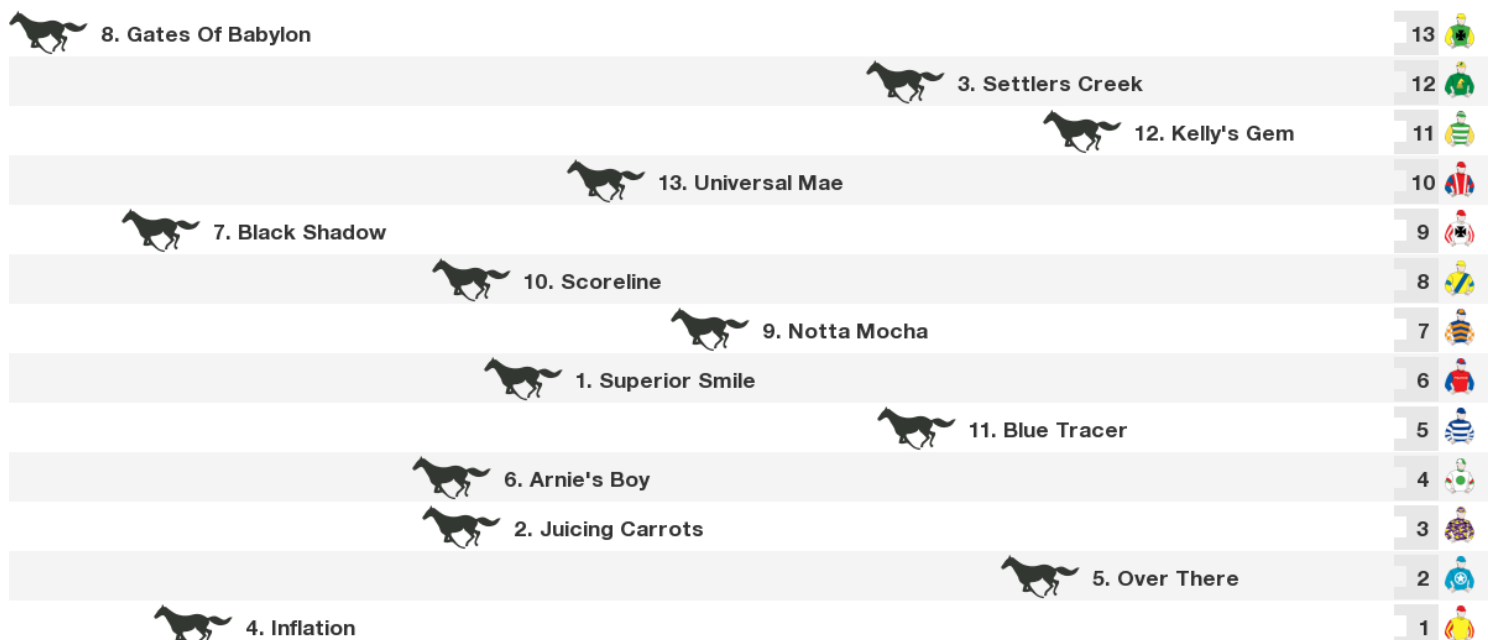 8. Gates Of Babylon 13
3. Settlers Creek 12
12. Kelly's Gem 11
13. Universal Mae 10
7. Black Shadow 9
10. Scoreline 8
9. Notta Mocha 7
1. Superior Smile 6
11. Blue Tracer 5
6. Arnie's Boy 4
2. Juicing Carrots 3
5. Over There 2
4. Inflation 1